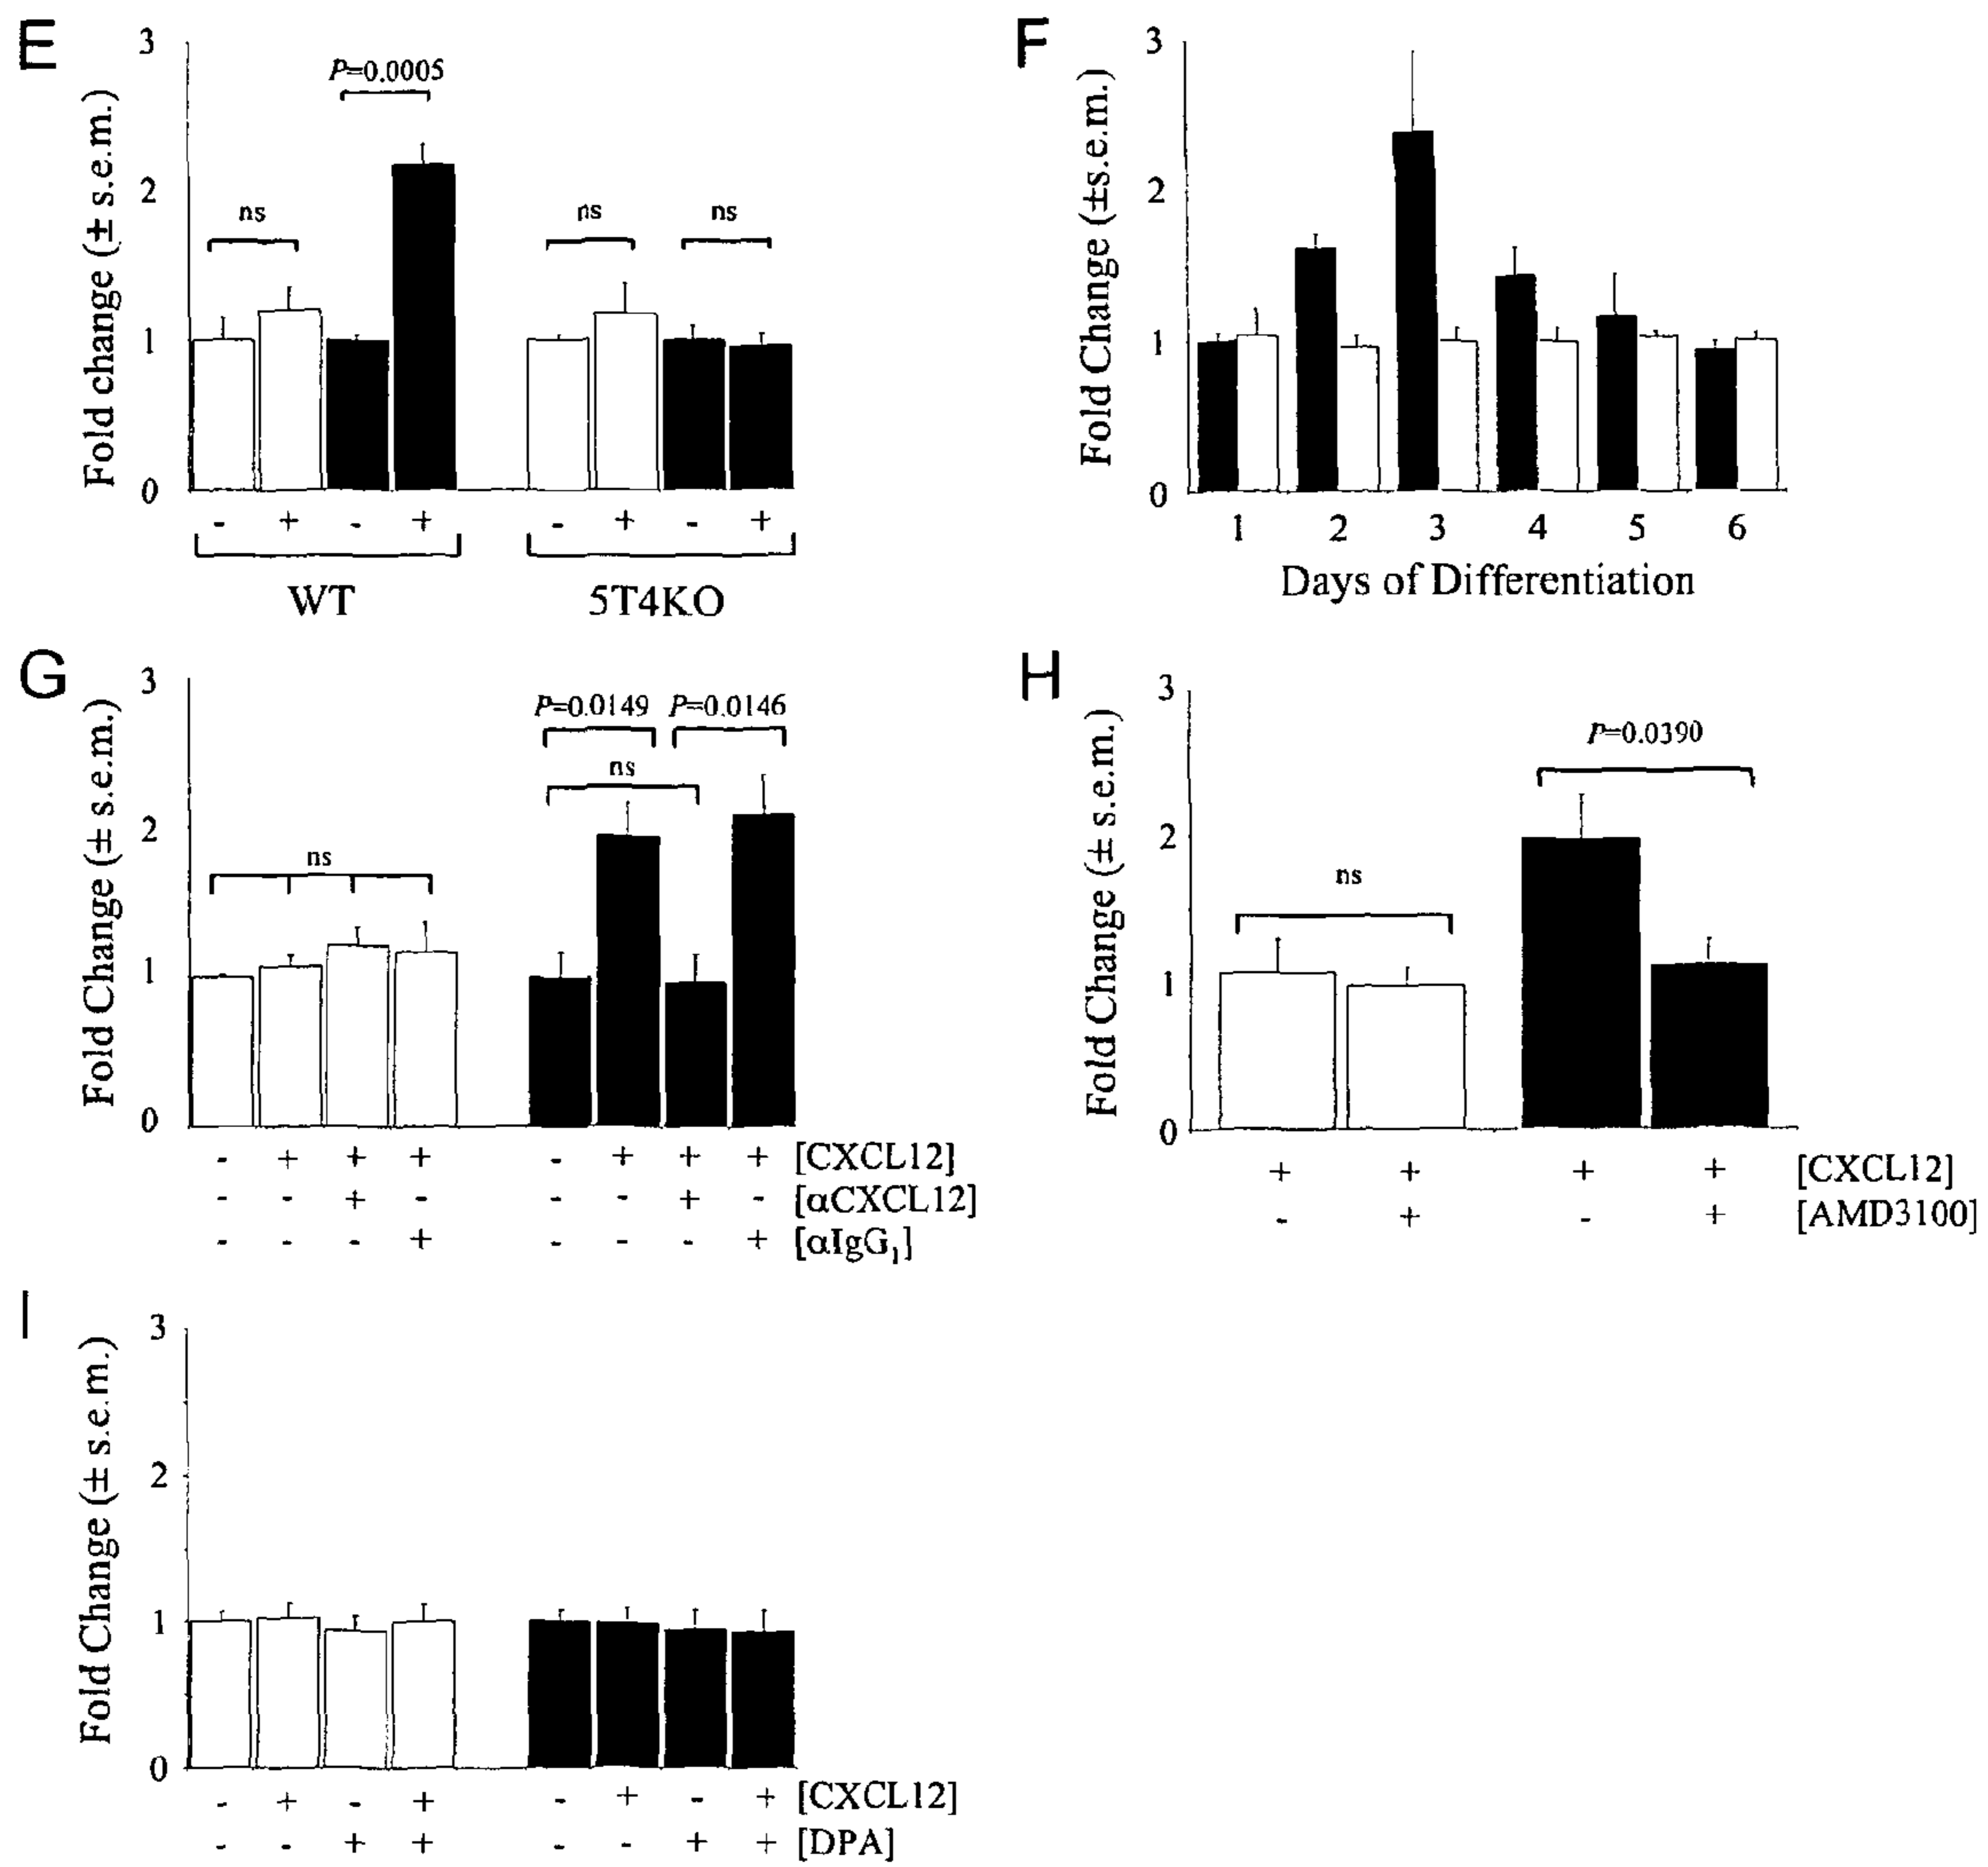 E
Fold change (± s.e.m.)
3
2
1
0
P=0.0005
ns
ns
ns
- + - + - + - +
WT 5T4KO
F
Fold Change (±s.e.m.)
3
2
1
0
1 2 3 4 5 6
Days of Differentiation
G
Fold Change (± s.e.m.)
3
2
1
0
P=0.0149 P=0.0146
ns
ns
- + + + - + + + [CXCL12]
- - + - - - + - [αCXCL12]
- - - + - - - + [αIgG1]
H
Fold Change (± s.e.m.)
3
2
1
0
P=0.0390
ns
+ + + + [CXCL12]
- + - + [AMD3100]
I
Fold Change (± s.e.m.)
3
2
1
0
- + - + - + - + [CXCL12]
- - + + - - + + [DPA]